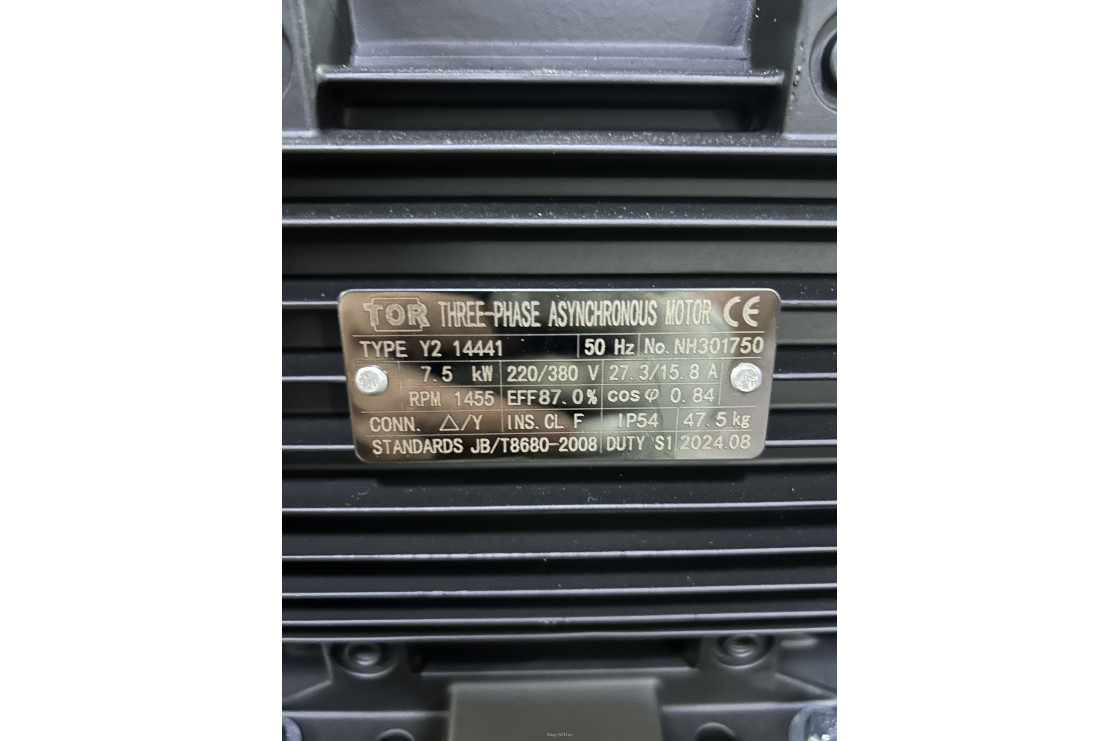 TOR THREE-PHASE ASYNCHRONOUS MOTOR CE
TYPE Y2 14441 50 Hz No. NH301750
7.5 kW 220/380 V 27.3/15.8 A
RPM 1455 EFF87.0% cos φ 0.84
CONN. △/Y INS. CL F IP54 47.5 kg
STANDARDS JB/T8680-2008 DUTY S1 2024.08